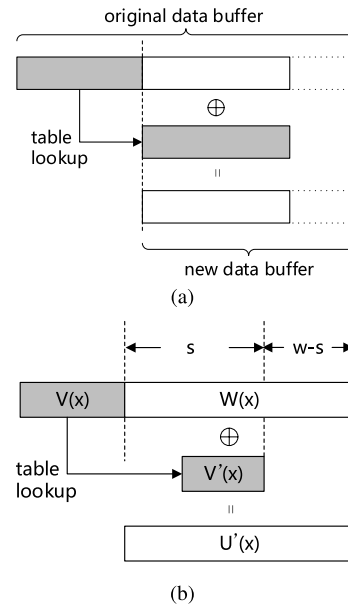 original data buffer
⊕
table
lookup
=
new data buffer
(a)
s
w-s
V(x)
W(x)
⊕
table
lookup
V'(x)
=
U'(x)
(b)